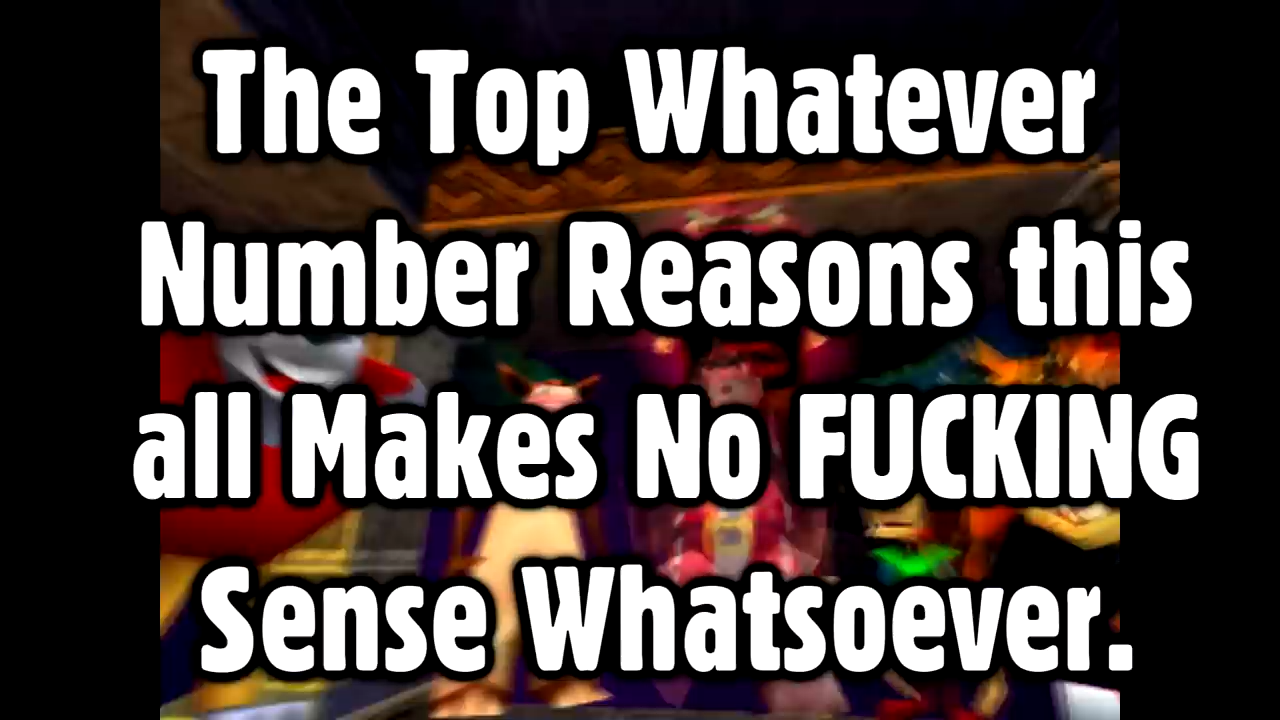 The Top Whatever
Number Reasons this
all Makes No FUCKING
Sense Whatsoever.